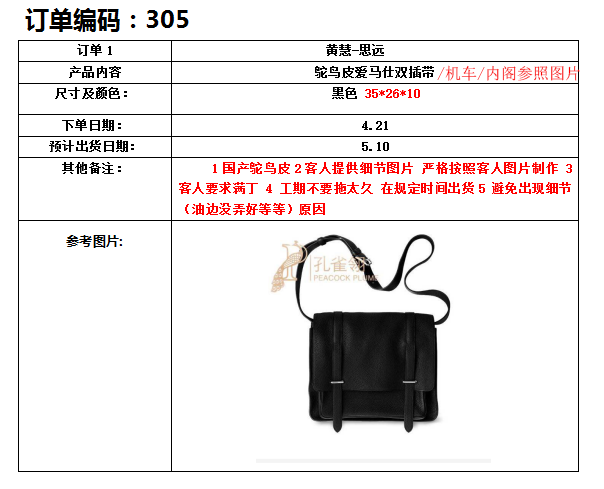 订单编码：305
订单 1 黄慧-思远
产品内容 鸵鸟皮爱马仕双插带/机车/内阁参照图片
尺寸及颜色： 黑色 35*26*10
下单日期： 4.21
预计出货日期： 5.10
其他备注： 1 国产鸵鸟皮 2 客人提供细节图片 严格按照客人图片制作 3
客人要求满丁 4 工期不要拖太久 在规定时间出货 5 避免出现细节
（油边没弄好等等）原因
参考图片:
孔雀翎
PEACOCK PLUME